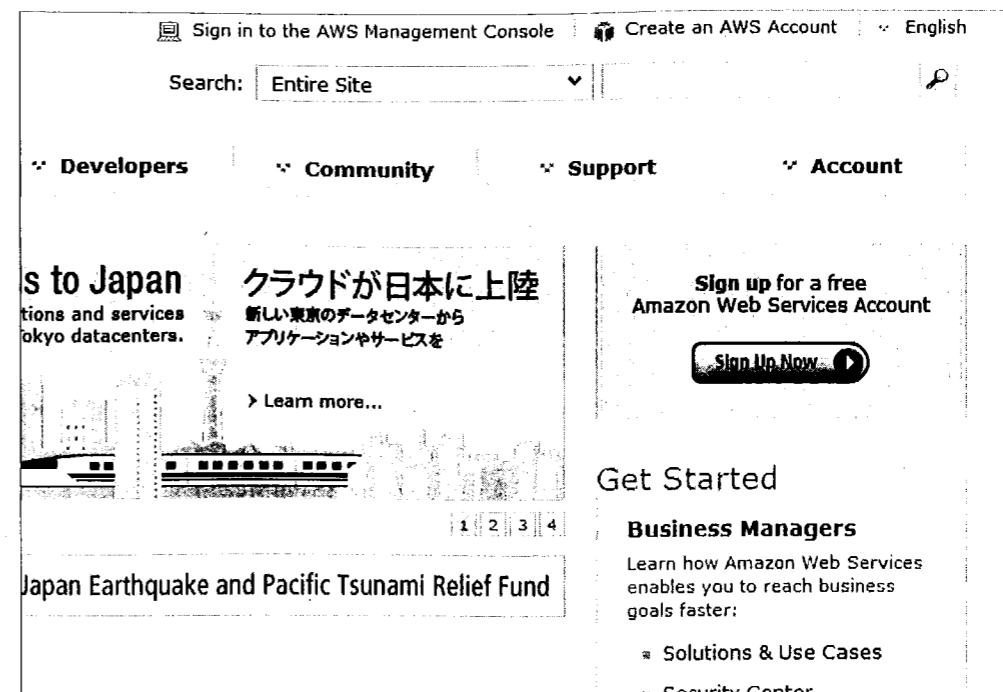 Sign in to the AWS Management Console
Create an AWS Account
English
Search:
Entire Site
Developers
Community
Support
Account
s to Japan
tions and services
okyo datacenters.
クラウドが日本に上陸
新しい東京のデータセンターから
アプリケーションやサービスを
Learn more...
1 2 3 4
Japan Earthquake and Pacific Tsunami Relief Fund
Sign up for a free
Amazon Web Services Account
Sign Up Now
Get Started
Business Managers
Learn how Amazon Web Services
enables you to reach business
goals faster:
Solutions & Use Cases
Security Center